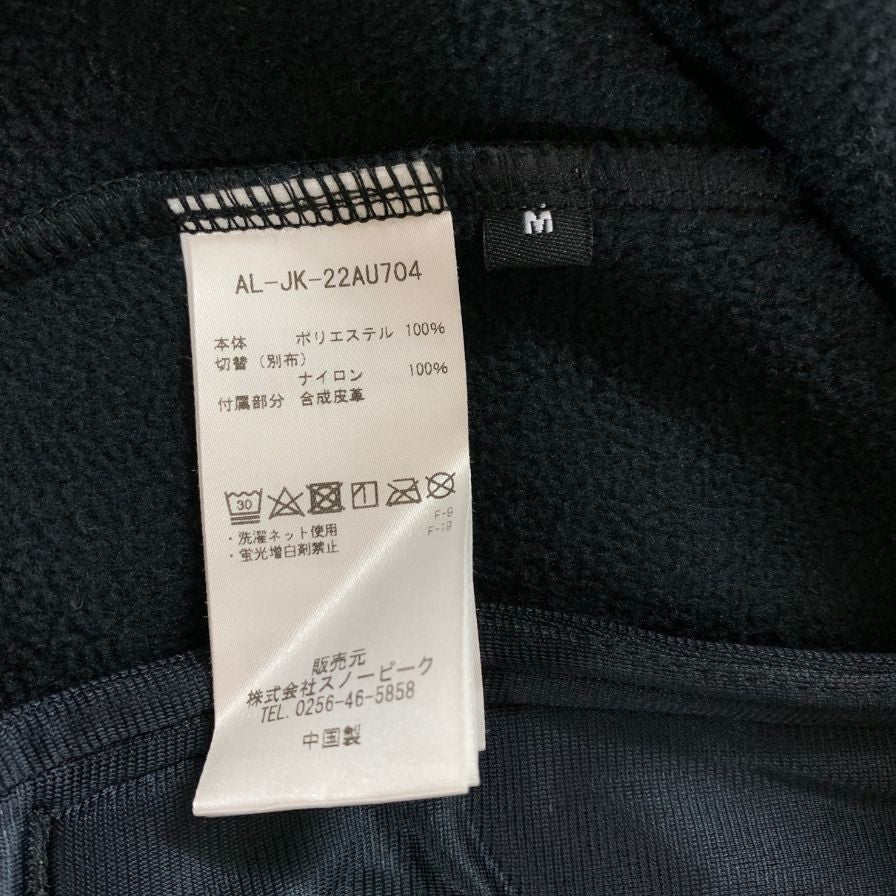 M
AL-JK-22AU704
本体 ポリエステル 100%
切替(別布)
ナイロン 100%
付属部分 合成皮革
30
F-9
F-19
・洗濯ネット使用
・蛍光増白剤禁止
販売元
株式会社スノーピーク
TEL. 0256-46-5858
中国製